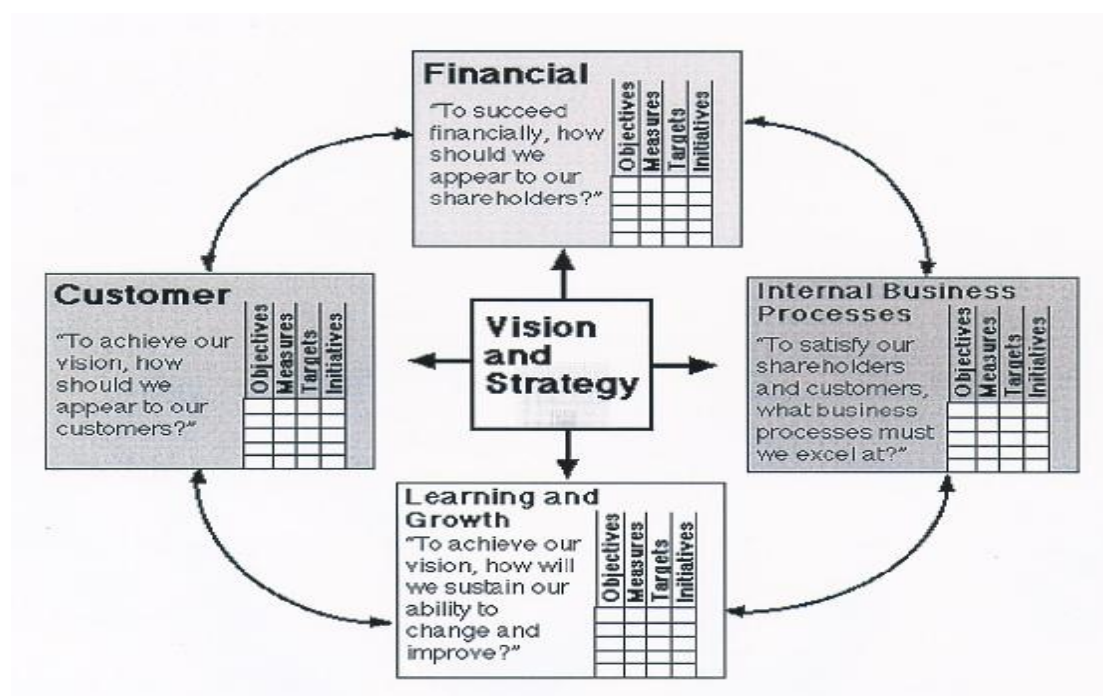 Financial
"To succeed
financially, how
should we
appear to our
shareholders?"
Objectives
Measures
Targets
Initiatives
Customer
"To achieve our
vision, how
should we
appear to our
customers?"
Objectives
Measures
Targets
Initiatives
Vision
and
Strategy
Internal Business
Processes
"To satisfy our
shareholders
and customers,
what business
processes must
we excel at?"
Objectives
Measures
Targets
Initiatives
Learning and
Growth
"To achieve our
vision, how will
we sustain our
ability to
change and
improve?"
Objectives
Measures
Targets
Initiatives